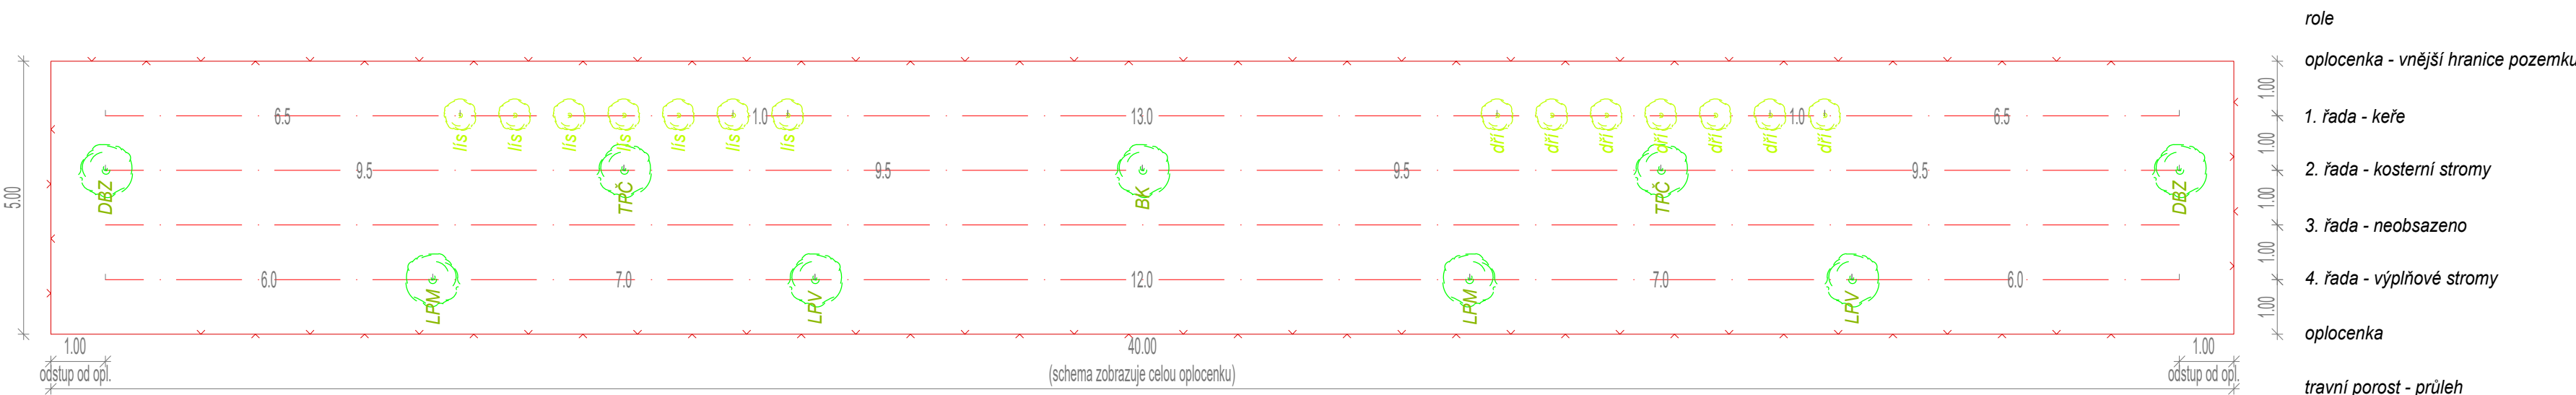 role
oplocenka - vnější hranice pozemku
1.00
6.5
1.0
13.0
1.0
6.5
1. řada - keře
lís
lís
lís
lís
lís
lís
lís
dří
dří
dří
dří
dří
dří
dří
1.00
9.5
9.5
9.5
9.5
2. řada - kosterní stromy
DBZ
TPČ
BK
TPČ
DBZ
5.00
1.00
3. řada - neobsazeno
1.00
6.0
7.0
12.0
7.0
6.0
4. řada - výplňové stromy
LPM
LPV
LPM
LPV
1.00
oplocenka
1.00
40.00
1.00
odstup od opl.
(schema zobrazuje celou oplocenku)
odstup od opl.
travní porost - průleh